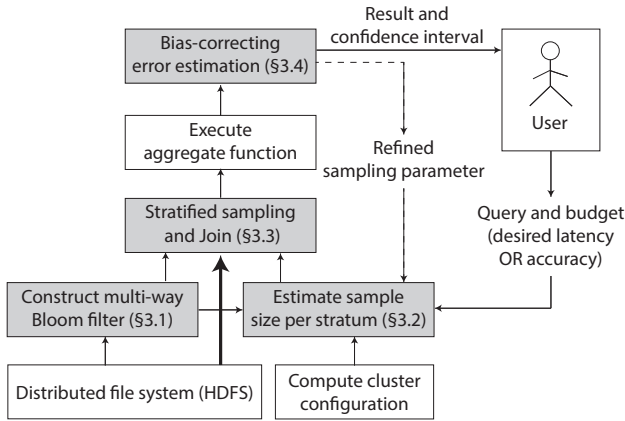 Result and
confidence interval
Bias-correcting
error estimation (§3.4)
User
Execute
aggregate function
Refined
sampling parameter
Stratified sampling
and Join (§3.3)
Query and budget
(desired latency
OR accuracy)
Construct multi-way
Bloom filter (§3.1)
Estimate sample
size per stratum (§3.2)
Distributed file system (HDFS)
Compute cluster
configuration